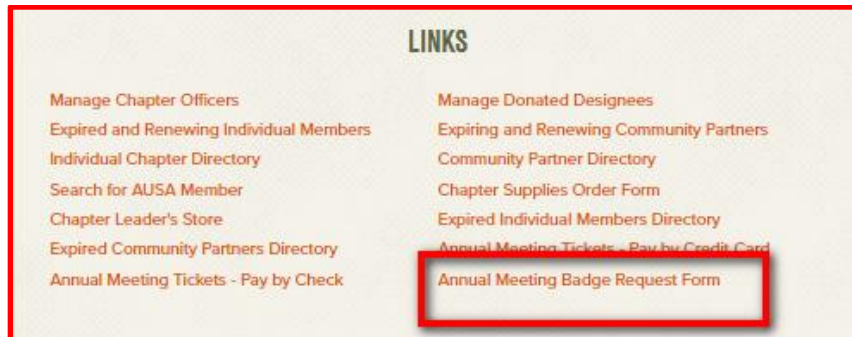 LINKS
Manage Chapter Officers
Expired and Renewing Individual Members
Individual Chapter Directory
Search for AUSA Member
Chapter Leader's Store
Expired Community Partners Directory
Annual Meeting Tickets - Pay by Check
Manage Donated Designees
Expiring and Renewing Community Partners
Community Partner Directory
Chapter Supplies Order Form
Expired Individual Members Directory
Annual Meeting Tickets - Pay by Credit Card
Annual Meeting Badge Request Form